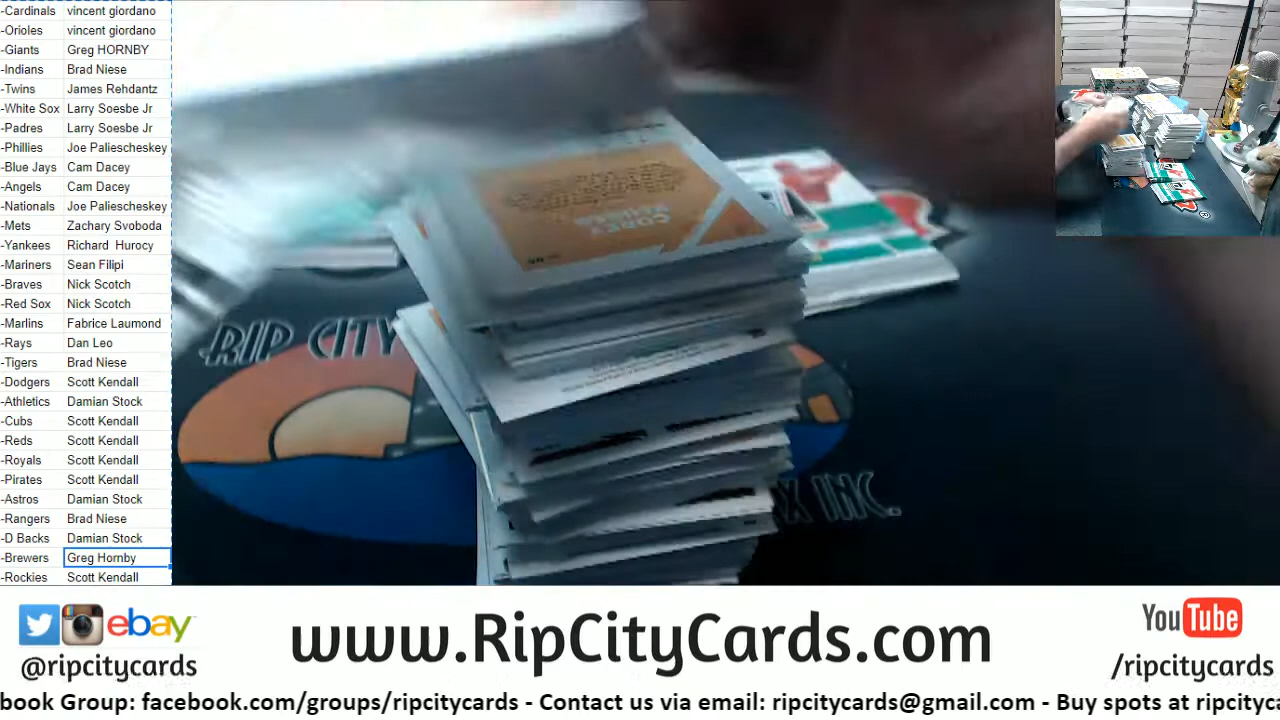 -Cardinals vincent giordano
-Orioles vincent giordano
-Giants Greg HORNBY
-Indians Brad Niese
-Twins James Rehdantz
-White Sox Larry Soesbe Jr
-Padres Larry Soesbe Jr
-Phillies Joe Paliescheskey
-Blue Jays Cam Dacey
-Angels Cam Dacey
-Nationals Joe Paliescheskey
-Mets Zachary Svoboda
-Yankees Richard Hurocy
-Mariners Sean Filipi
-Braves Nick Scotch
-Red Sox Nick Scotch
-Marlins Fabrice Laumond
-Rays Dan Leo
-Tigers Brad Niese
-Dodgers Scott Kendall
-Athletics Damian Stock
-Cubs Scott Kendall
-Reds Scott Kendall
-Royals Scott Kendall
-Pirates Scott Kendall
-Astros Damian Stock
-Rangers Brad Niese
-D Backs Damian Stock
-Brewers Greg Hornby
-Rockies Scott Kendall
COREY
RIP CITY
INC.
ebay
@ripcitycards
www.RipCityCards.com
YouTube
/ripcitycards
book Group: facebook.com/groups/ripcitycards - Contact us via email: ripcitycards@gmail.com - Buy spots at ripcityc